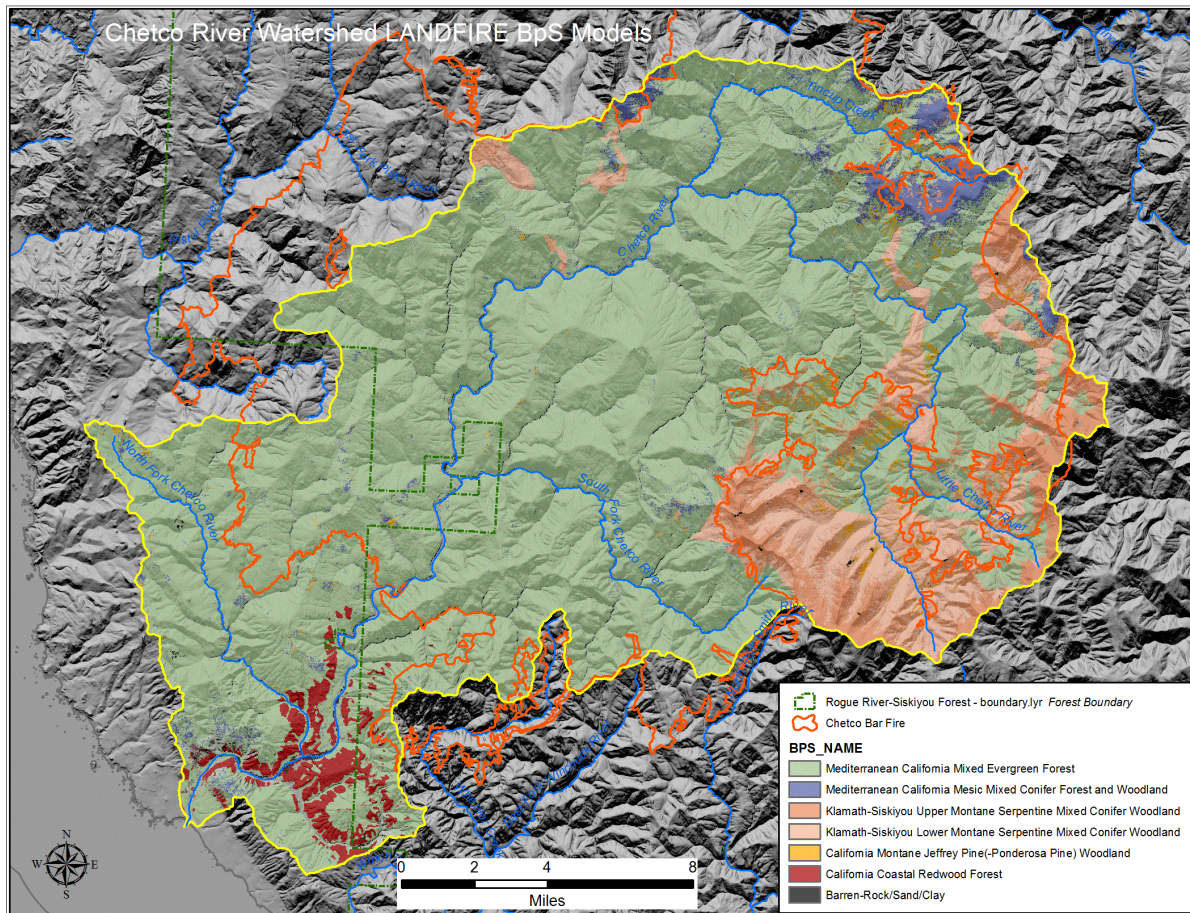 Chetco River Watershed LANDFIRE BpS Models
Tincup Creek
Chetco River
North Fork Chetco River
South Fork Chetco River
Little Chetco River
Smith River
N
W
E
S
0
2
4
8
Miles
Rogue River-Siskiyou Forest - boundary.lyr Forest Boundary
Chetco Bar Fire
BPS_NAME
Mediterranean California Mixed Evergreen Forest
Mediterranean California Mesic Mixed Conifer Forest and Woodland
Klamath-Siskiyou Upper Montane Serpentine Mixed Conifer Woodland
Klamath-Siskiyou Lower Montane Serpentine Mixed Conifer Woodland
California Montane Jeffrey Pine(-Ponderosa Pine) Woodland
California Coastal Redwood Forest
Barren-Rock/Sand/Clay